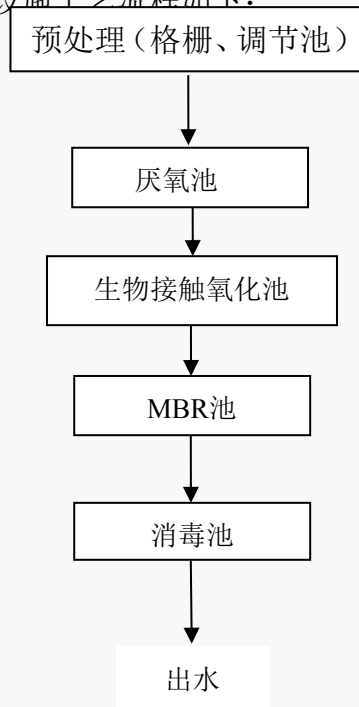 预处理（格栅、调节池）
厌氧池
生物接触氧化池
MBR池
消毒池
出水